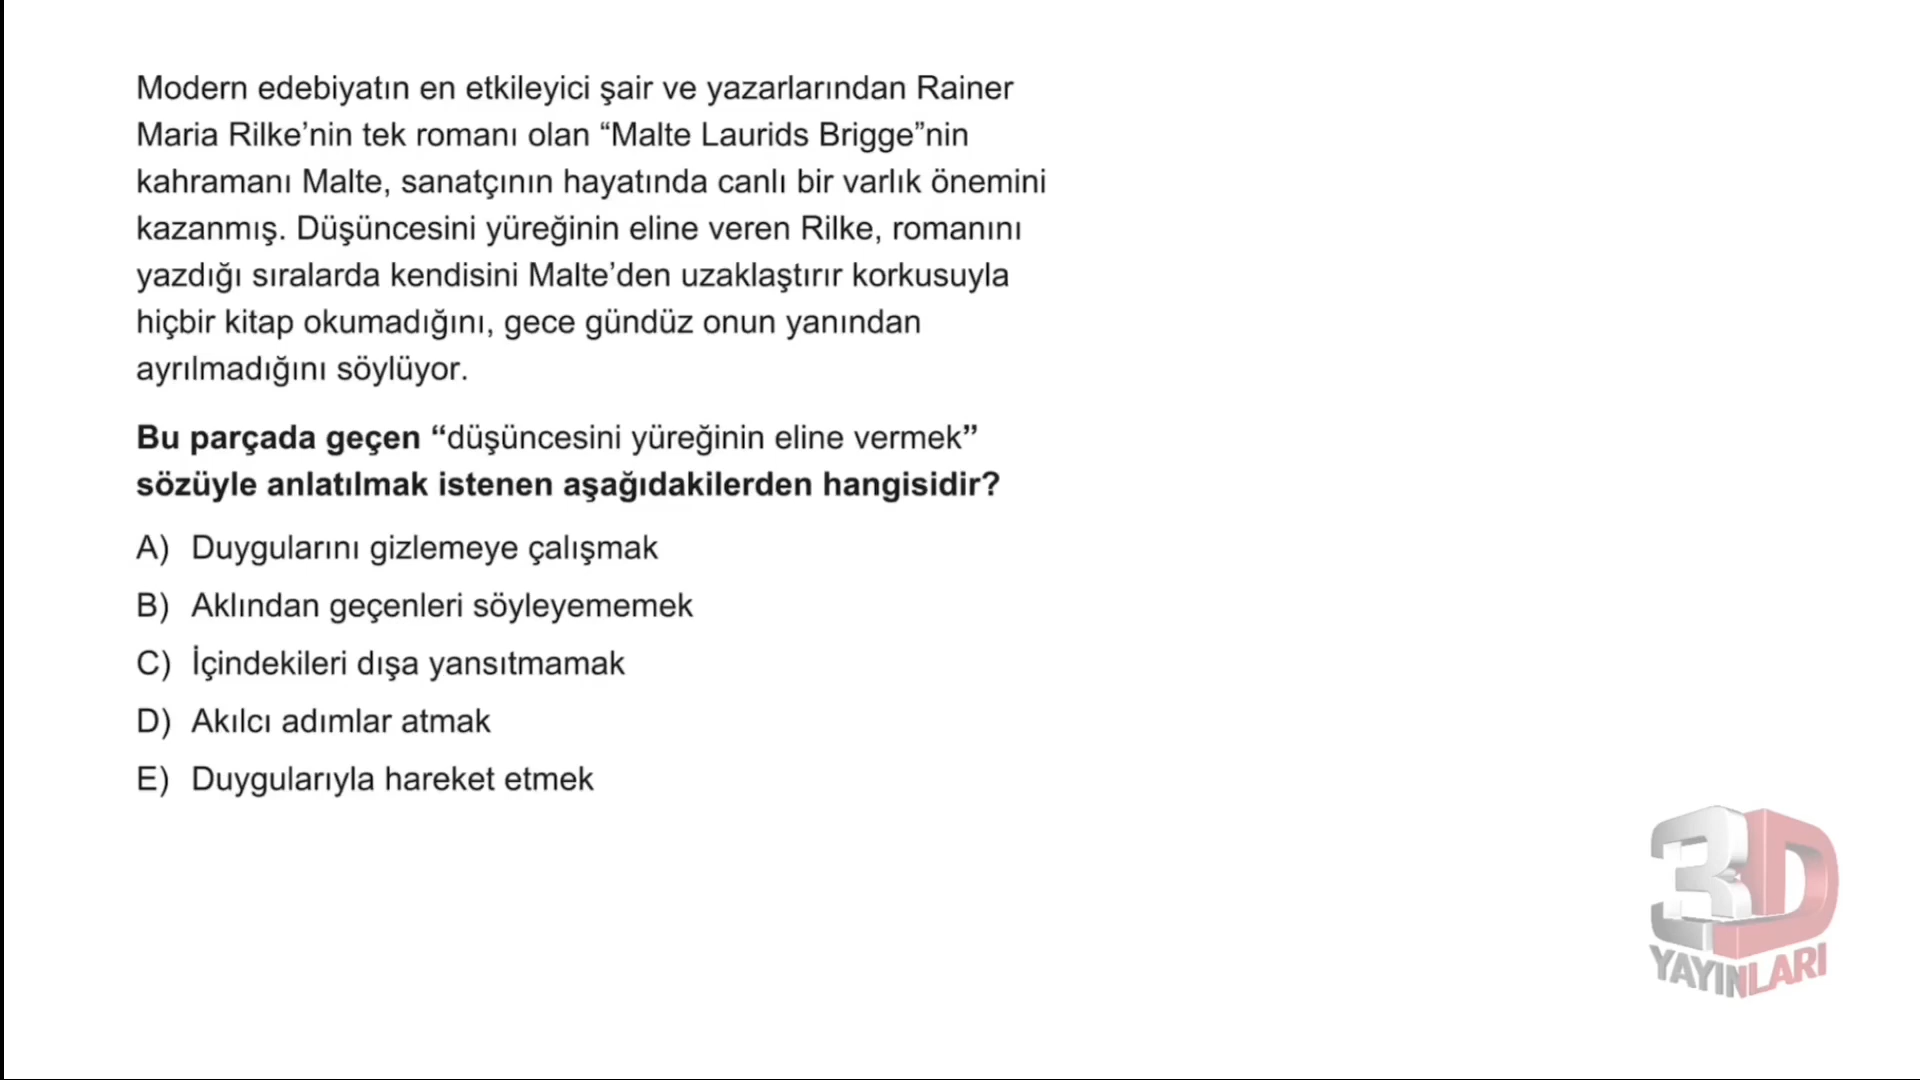 Modern edebiyatın en etkileyici şair ve yazarlarından Rainer
Maria Rilke’nin tek romanı olan “Malte Laurids Brigge”nin
kahramanı Malte, sanatçının hayatında canlı bir varlık önemini
kazanmış. Düşüncesini yüreğinin eline veren Rilke, romanını
yazdığı sıralarda kendisini Malte’den uzaklaştırır korkusuyla
hiçbir kitap okumadığını, gece gündüz onun yanından
ayrılmadığını söylüyor.
Bu parçada geçen “düşüncesini yüreğinin eline vermek”
sözüyle anlatılmak istenen aşağıdakilerden hangisidir?
A) Duygularını gizlemeye çalışmak
B) Aklından geçenleri söyleyememek
C) İçindekileri dışa yansıtmamak
D) Akılcı adımlar atmak
E) Duygularıyla hareket etmek
3D
YAYINLARI